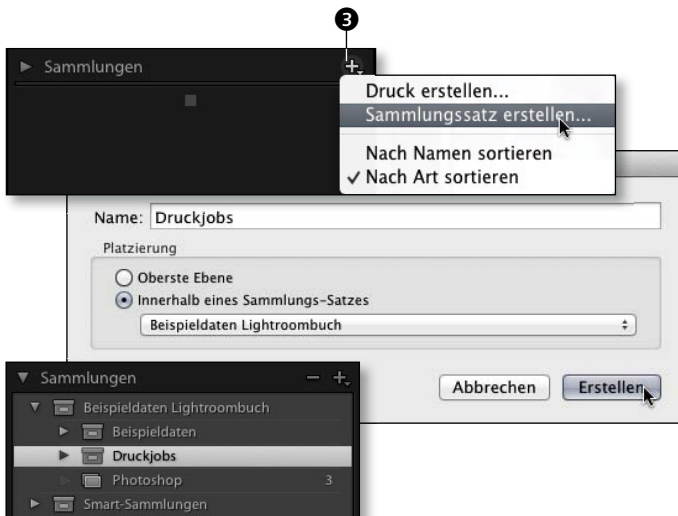 3
Sammlungen
Druck erstellen...
Sammlungssatz erstellen...
Nach Namen sortieren
✓ Nach Art sortieren
Name: Druckjobs
Platzierung
Oberste Ebene
Innerhalb eines Sammlungs-Satzes
Beispieldaten Lightroombuch
Abbrechen Erstellen
Sammlungen
Beispieldaten Lightroombuch
Beispieldaten
Druckjobs
Photoshop 3
Smart-Sammlungen